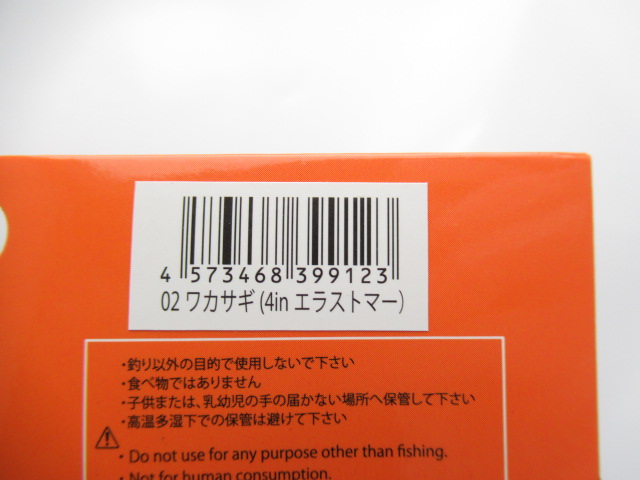 4 573468 399123
02 ワカサギ (4in エラストマー)
・釣り以外の目的で使用しないで下さい
・食べ物ではありません
・子供または、乳幼児の手の届かない場所へ保管して下さい
・高温多湿下での保管は避けて下さい
・Do not use for any purpose other than fishing.
・Not for human consumption.